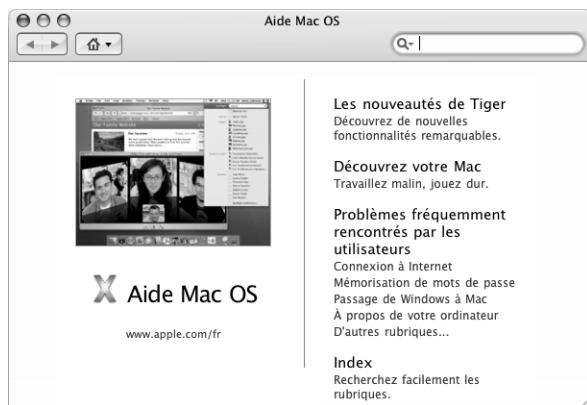 Aide Mac OS
Les nouveautés de Tiger
Découvrez de nouvelles
fonctionnalités remarquables.
Découvrez votre Mac
Travaillez malin, jouez dur.
Problèmes fréquemment
rencontrés par les
utilisateurs
Connexion à Internet
Mémorisation de mots de passe
Passage de Windows à Mac
À propos de votre ordinateur
D'autres rubriques...
Index
Recherchez facilement les
rubriques.
X Aide Mac OS
www.apple.com/fr